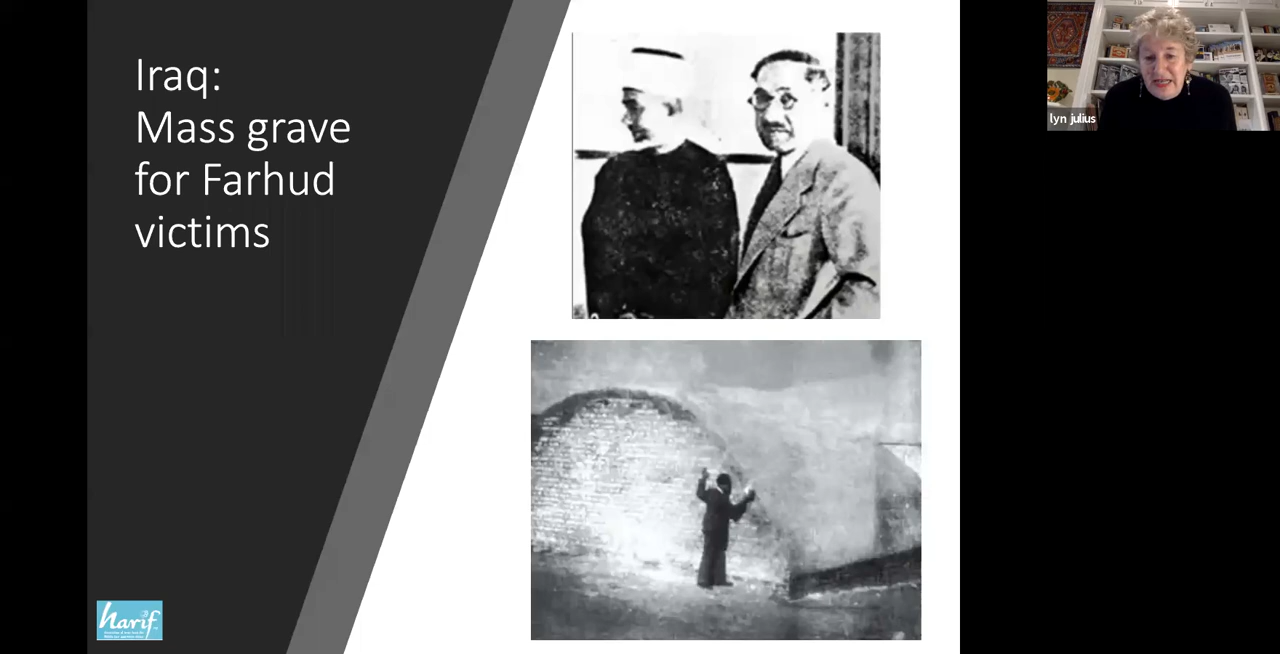 Iraq:
Mass grave
for Farhud
victims
lyn julius
harif